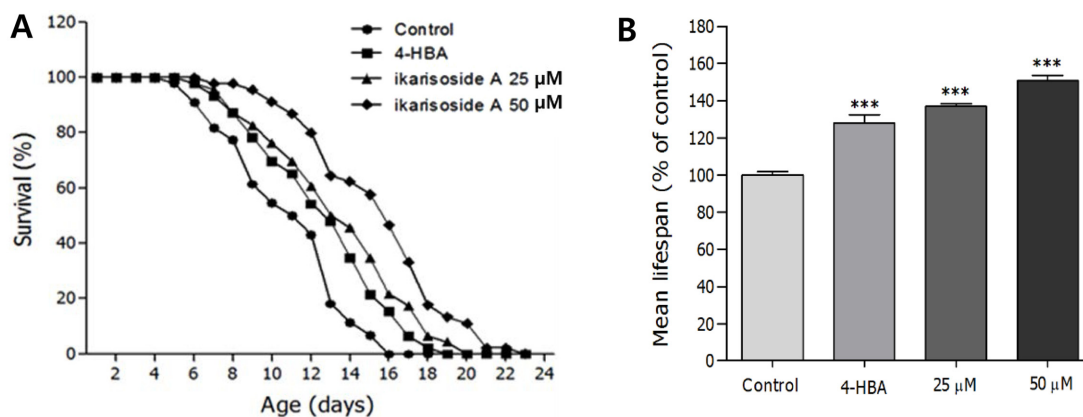 A
120
100
80
60
40
20
0
Survival (%)
Control
4-HBA
ikarisoside A 25 μM
ikarisoside A 50 μM
2 4 6 8 10 12 14 16 18 20 22 24
Age (days)
B
180
160
140
120
100
80
60
40
20
0
Mean lifespan (% of control)
***
***
***
Control 4-HBA 25 μM 50 μM